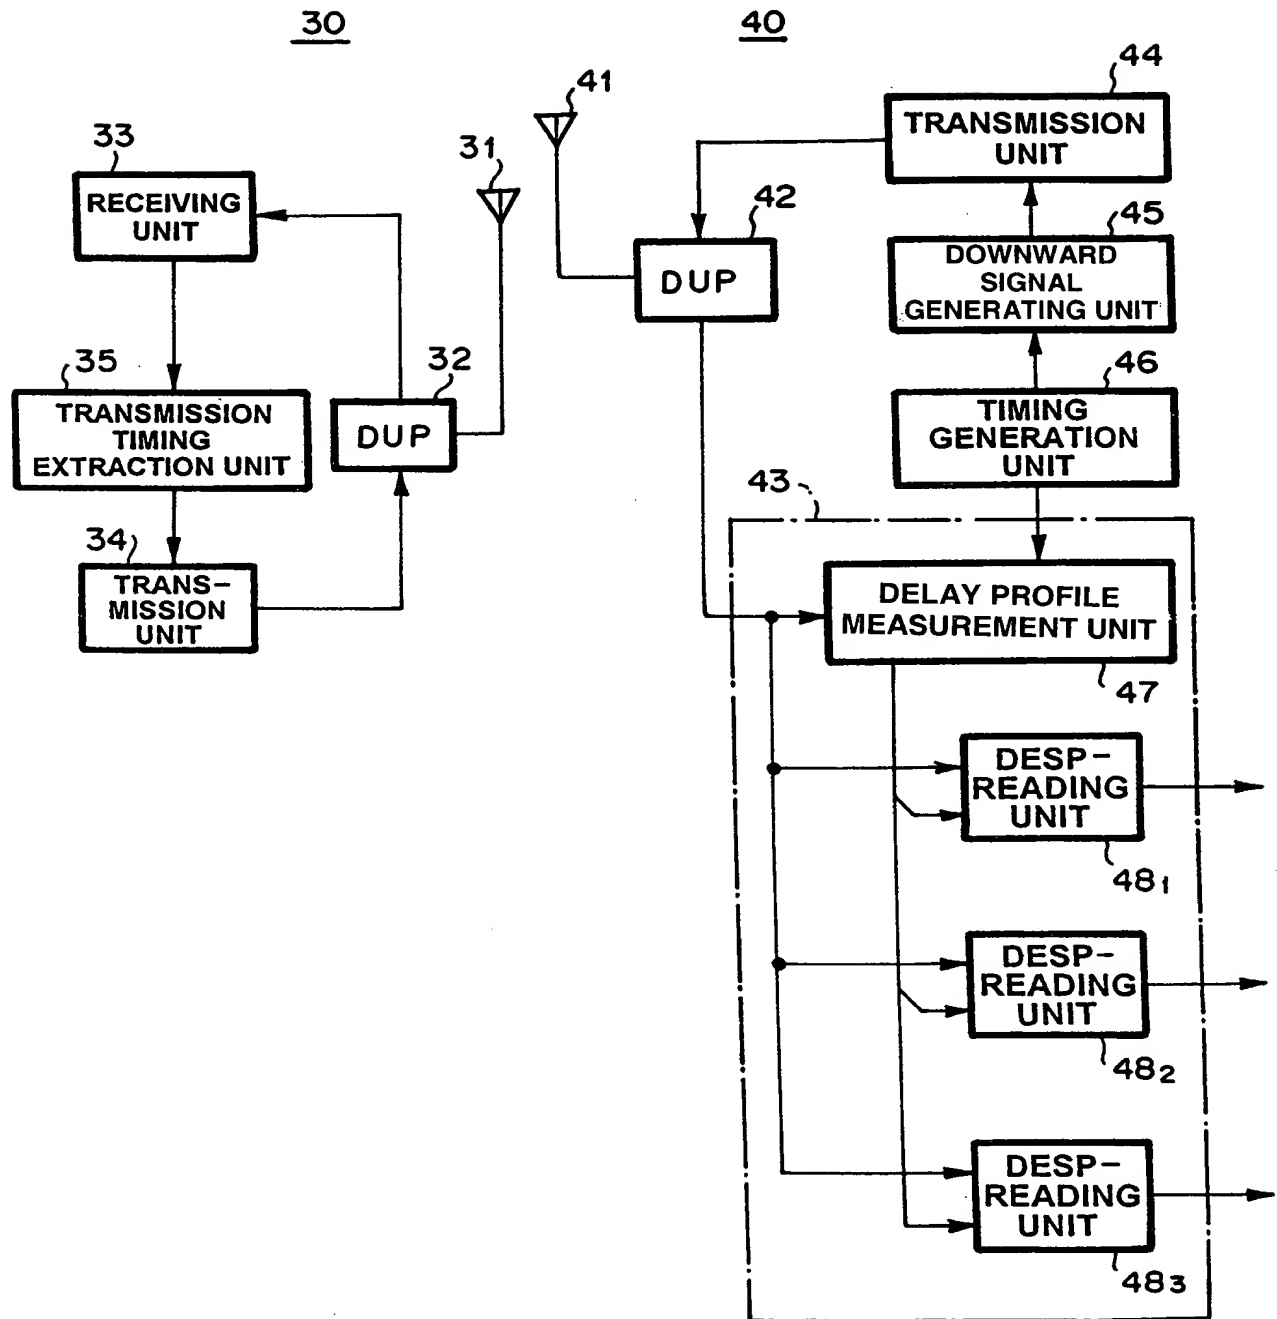 30
40
41
44
TRANSMISSION
UNIT
33
RECEIVING
UNIT
31
42
DUP
45
DOWNWARD
SIGNAL
GENERATING UNIT
35
TRANSMISSION
TIMING
EXTRACTION UNIT
32
DUP
46
TIMING
GENERATION
UNIT
34
TRANS-
MISSION
UNIT
43
DELAY PROFILE
MEASUREMENT UNIT
47
DESP-
READING
UNIT
48₁
DESP-
READING
UNIT
48₂
DESP-
READING
UNIT
48₃